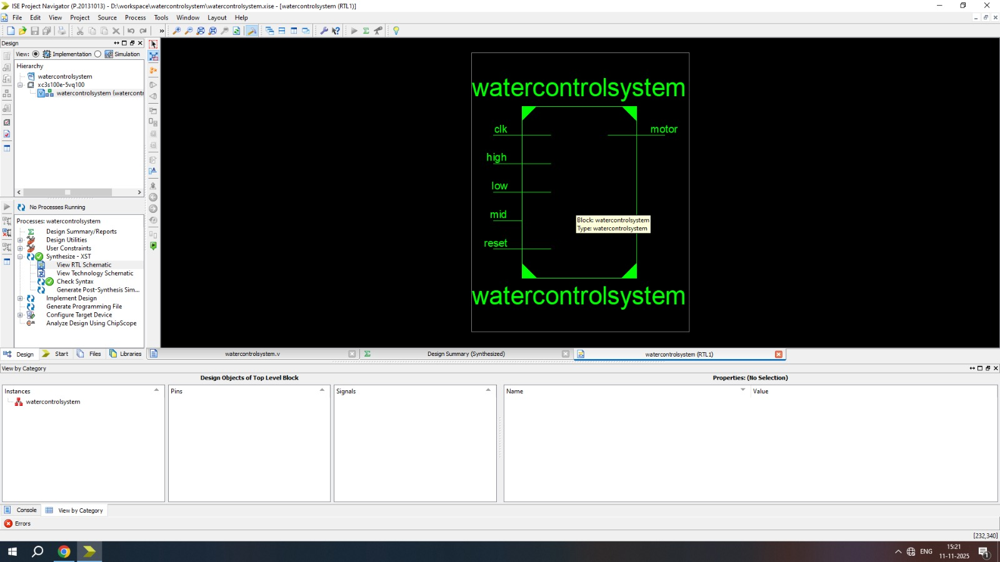 ISE Project Navigator (P.20131013) - D:\workspace\watercontrolsystem\watercontrolsystem.xise - [watercontrolsystem (RTL1)]
File Edit View Project Source Process Tools Window Layout Help
»
Design
View: Implementation Simulation
Hierarchy
watercontrolsystem
xc3s100e-5vq100
watercontrolsystem (watercontr
No Processes Running
Processes: watercontrolsystem
Design Summary/Reports
Design Utilities
User Constraints
Synthesize - XST
View RTL Schematic
View Technology Schematic
Check Syntax
Generate Post-Synthesis Sim...
Implement Design
Generate Programming File
Configure Target Device
Analyze Design Using ChipScope
Design Start Files Libraries
watercontrolsystem
clk
high
low
mid
reset
motor
Block: watercontrolsystem
Type: watercontrolsystem
watercontrolsystem
watercontrolsystem.v
Design Summary (Synthesized)
watercontrolsystem (RTL1)
View by Category
Design Objects of Top Level Block
Properties: (No Selection)
Instances
watercontrolsystem
Pins
Signals
Name
Value
Console
View by Category
Errors
[232,340]
ENG
15:21
11-11-2025
1